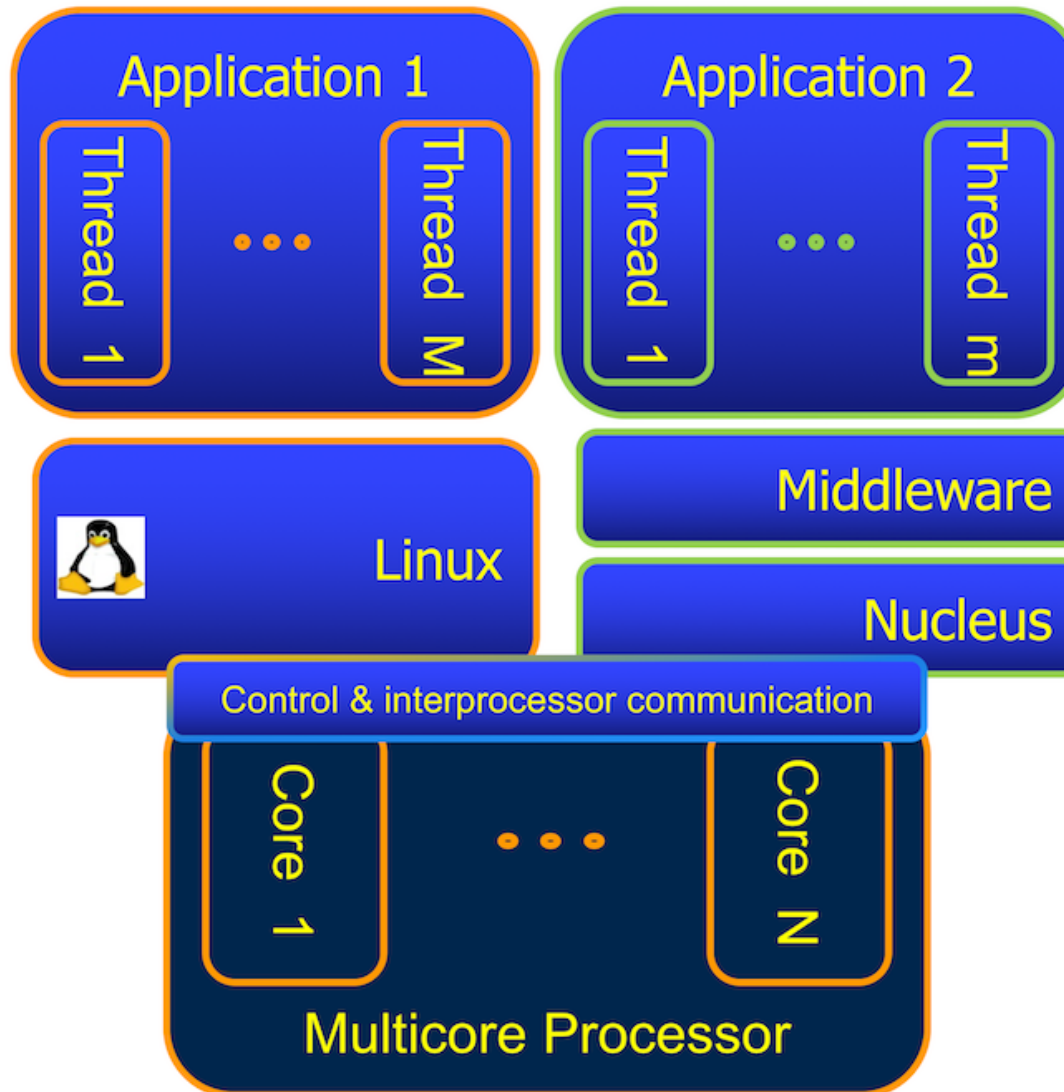 Application 1
Thread 1
Thread M
Application 2
Thread 1
Thread m
Linux
Middleware
Nucleus
Control & interprocessor communication
Core 1
Core N
Multicore Processor